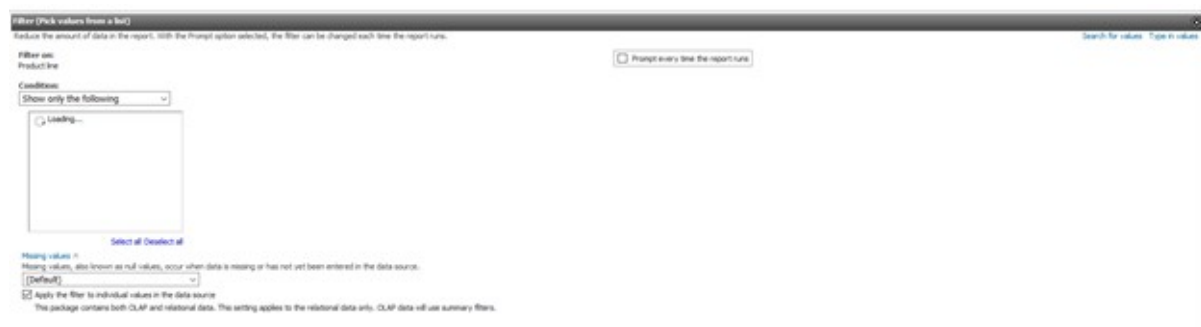 Filter (Pick values from a list)
Reduce the amount of data in the report. With the Prompt option selected, the filter can be changed each time the report runs.
Search for values Type in values
Filter on:
Product line
Prompt every time the report runs
Condition:
Show only the following
Loading...
Select all Deselect all
Missing values
Missing values, also known as null values, occur when data is missing or has not yet been entered in the data source.
(Default)
Apply the filter to individual values in the data source
This package contains both OLAP and relational data. This setting applies to the relational data only. OLAP data will use summary filters.